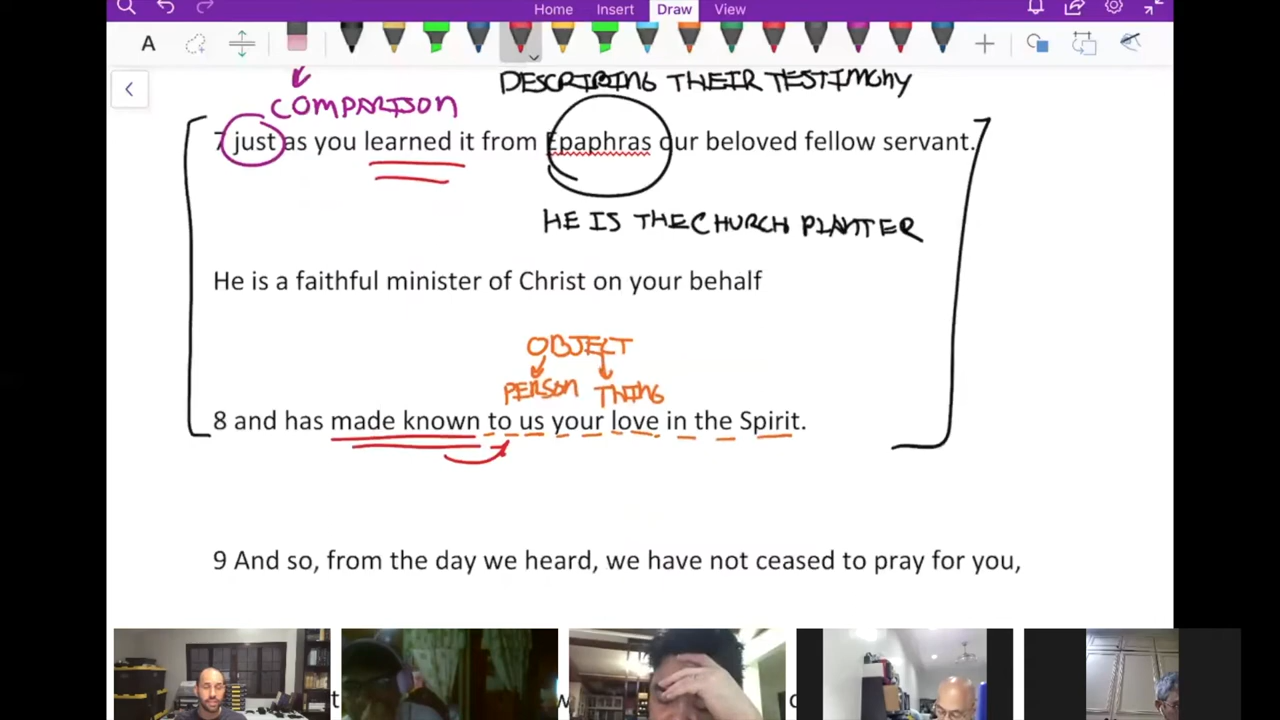 Home Insert Draw View
A
DESCRIBING THEIR TESTIMONY
COMPARISON
7 just as you learned it from Epaphras our beloved fellow servant.
HE IS THE CHURCH PLANTER
He is a faithful minister of Christ on your behalf
OBJECT
PERSON THING
8 and has made known to us your love in the Spirit.
9 And so, from the day we heard, we have not ceased to pray for you,